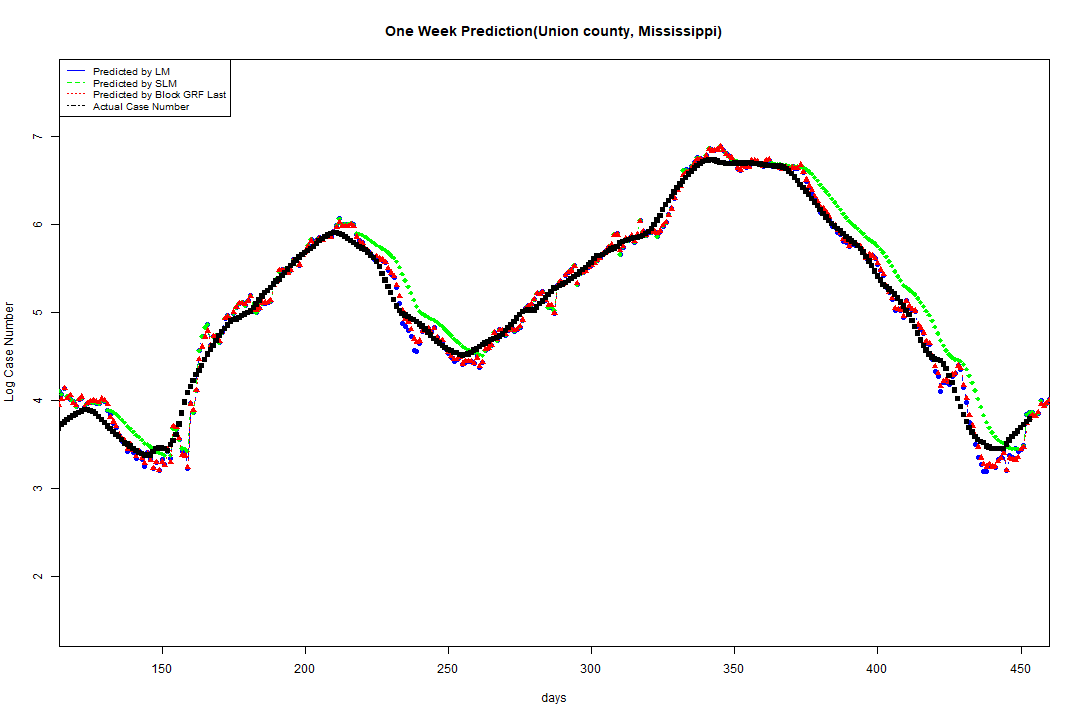 One Week Prediction(Union county, Mississippi)
Predicted by LM
Predicted by SLM
Predicted by Block GRF Last
Actual Case Number
7
6
5
4
3
2
Log Case Number
150 200 250 300 350 400 450
days